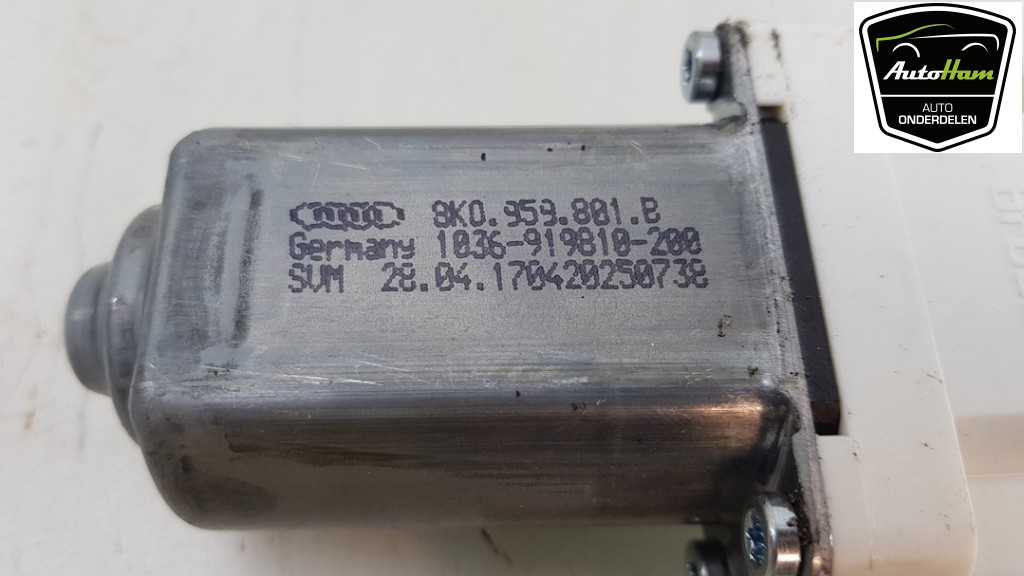 AutoHam
AUTO
ONDERDELEN
8K0.959.801.B
Germany 1036-919810-200
SVM 28.04.170420250738